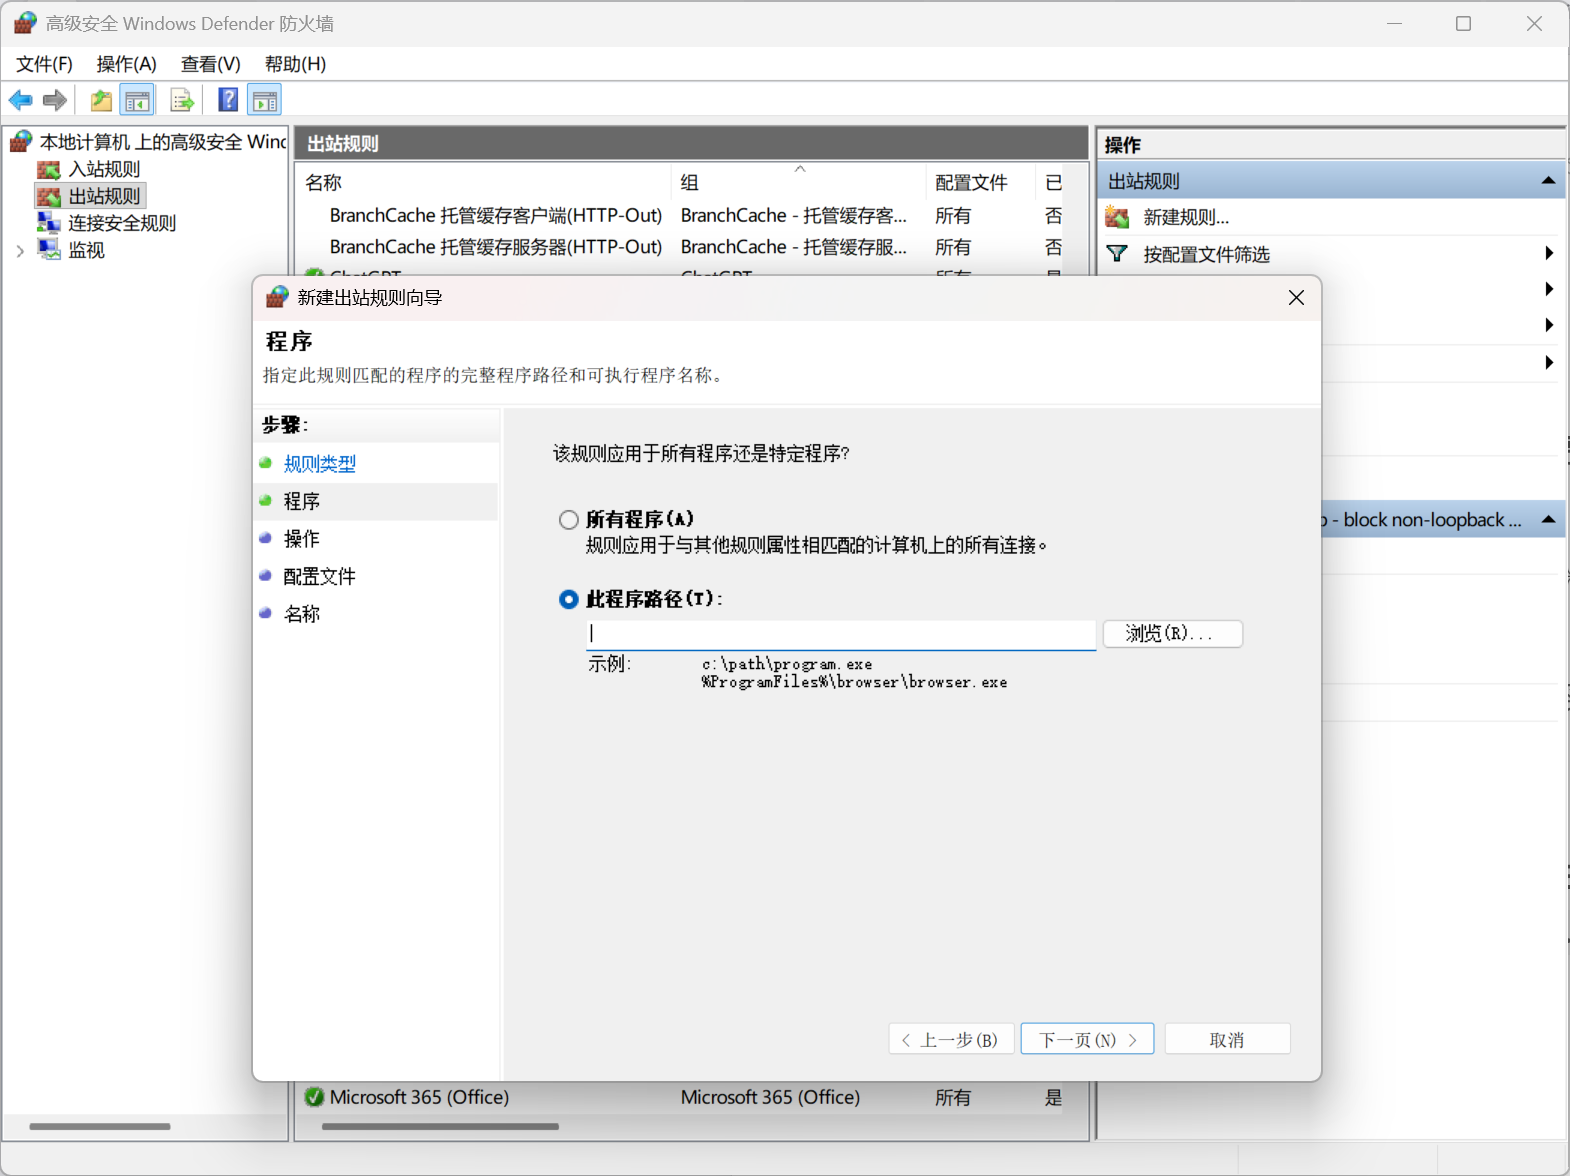 高级安全 Windows Defender 防火墙
文件(F) 操作(A) 查看(V) 帮助(H)
本地计算机 上的高级安全 Wind
入站规则
出站规则
连接安全规则
监视
出站规则
名称 组 配置文件 已
BranchCache 托管缓存客户端(HTTP-Out) BranchCache - 托管缓存客... 所有 否
BranchCache 托管缓存服务器(HTTP-Out) BranchCache - 托管缓存服... 所有 否
ChatGPT ChatGPT 所有 是
操作
出站规则
新建规则...
按配置文件筛选
- block non-loopback ...
新建出站规则向导
程序
指定此规则匹配的程序的完整程序路径和可执行程序名称。
步骤:
规则类型
程序
操作
配置文件
名称
该规则应用于所有程序还是特定程序?
所有程序(A)
规则应用于与其他规则属性相匹配的计算机上的所有连接。
此程序路径(T):
浏览(R)...
示例: c:\path\program.exe
%ProgramFiles%\browser\browser.exe
< 上一步(B) 下一页(N) > 取消
Microsoft 365 (Office) Microsoft 365 (Office) 所有 是